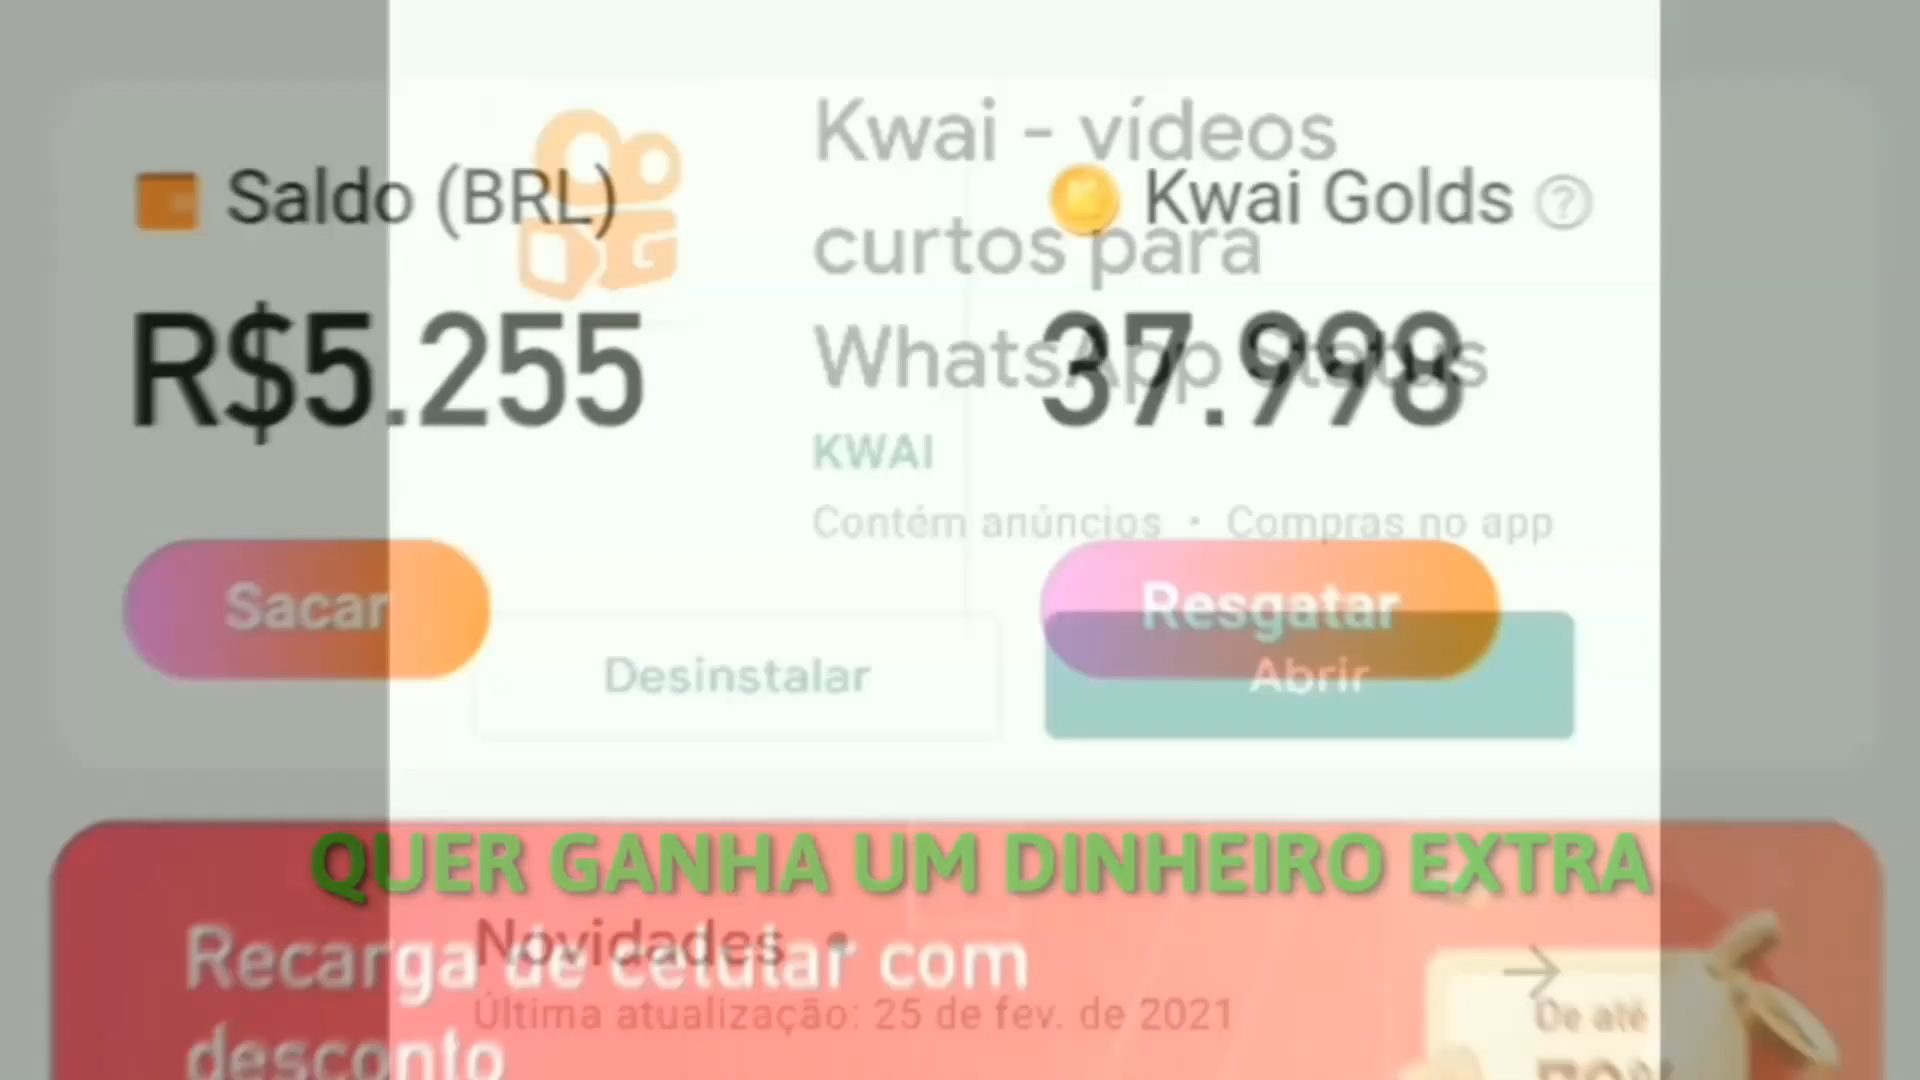 Kwai - vídeos
curtos para
WhatsApp Status
KWAI
Contém anúncios • Compras no app
Desinstalar
Abrir
Saldo (BRL)
R$5.255
Sacar
Kwai Golds ?
37.998
Resgatar
QUER GANHA UM DINHEIRO EXTRA
Novidades •
Última atualização: 25 de fev. de 2021
Recarga de celular com
desconto
De até